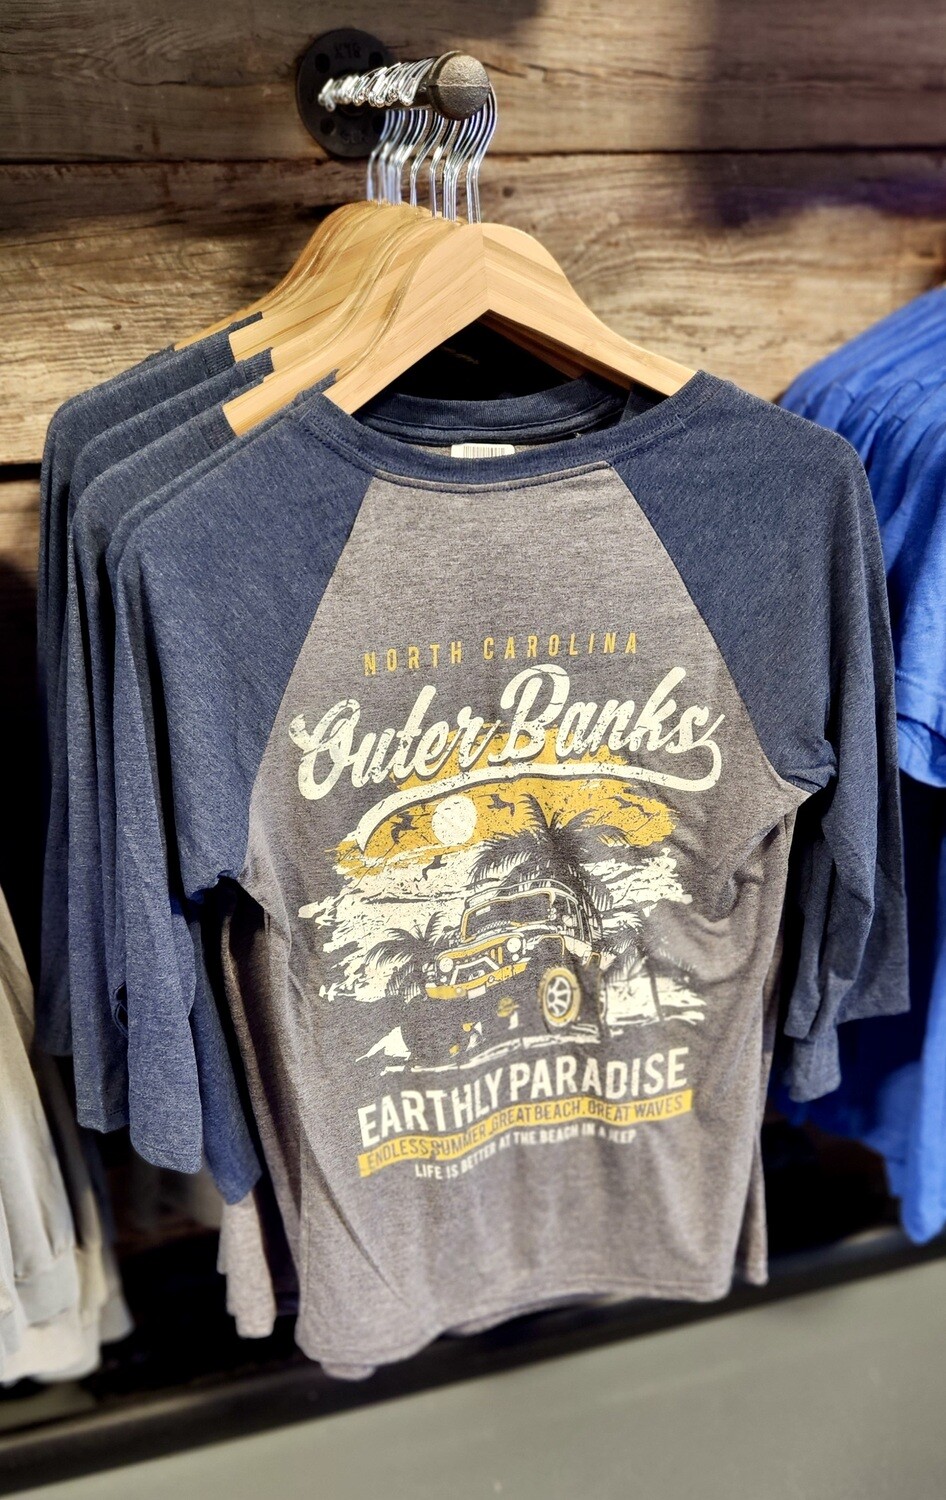 NORTH CAROLINA
Outer Banks
EARTHLY PARADISE
ENDLESS SUMMER, GREAT BEACH, GREAT WAVES
LIFE IS BETTER AT THE BEACH IN A JEEP